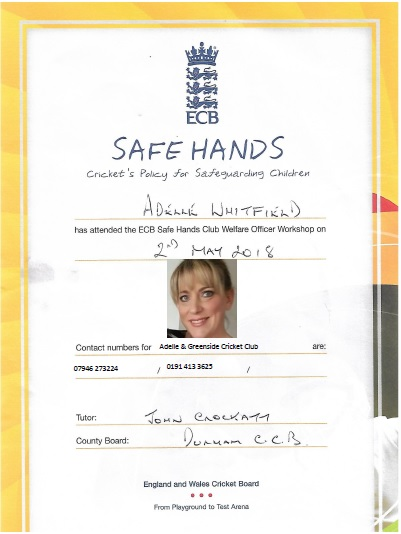 ECB
SAFE HANDS
Cricket's Policy for Safeguarding Children
ADELLE WHITFIELD
has attended the ECB Safe Hands Club Welfare Officer Workshop on
2ND MAY 2018
Contact numbers for Adelle & Greenside Cricket Club are:
07946 273224 / 0191 413 3625 /
Tutor: JOHN CROCKATT
County Board: DURHAM C.C.B.
England and Wales Cricket Board
From Playground to Test Arena